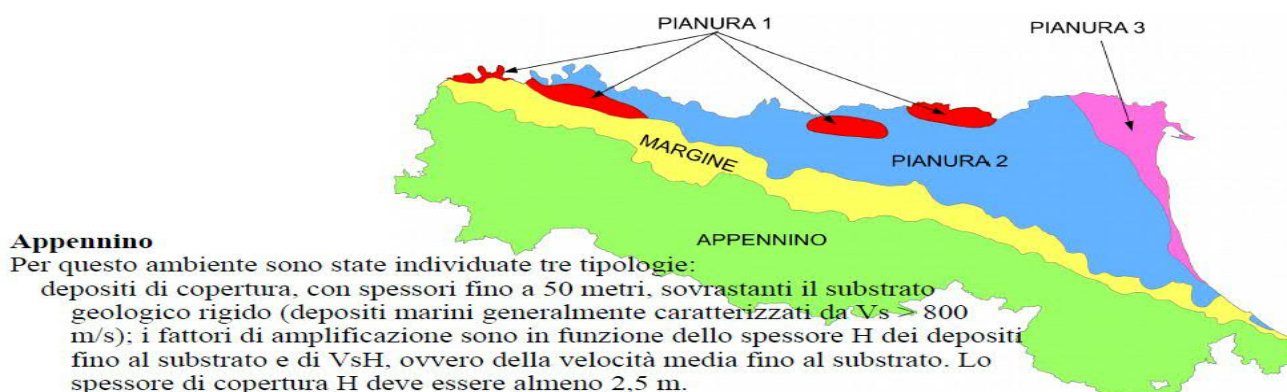 PIANURA 1
PIANURA 3
MARGINE
PIANURA 2
APPENNINO
Appennino
Per questo ambiente sono state individuate tre tipologie:
depositi di copertura, con spessori fino a 50 metri, sovrastanti il substrato
geologico rigido (depositi marini generalmente caratterizzati da Vs > 800
m/s); i fattori di amplificazione sono in funzione dello spessore H dei depositi
fino al substrato e di VsH, ovvero della velocità media fino al substrato. Lo
spessore di copertura H deve essere almeno 2,5 m.